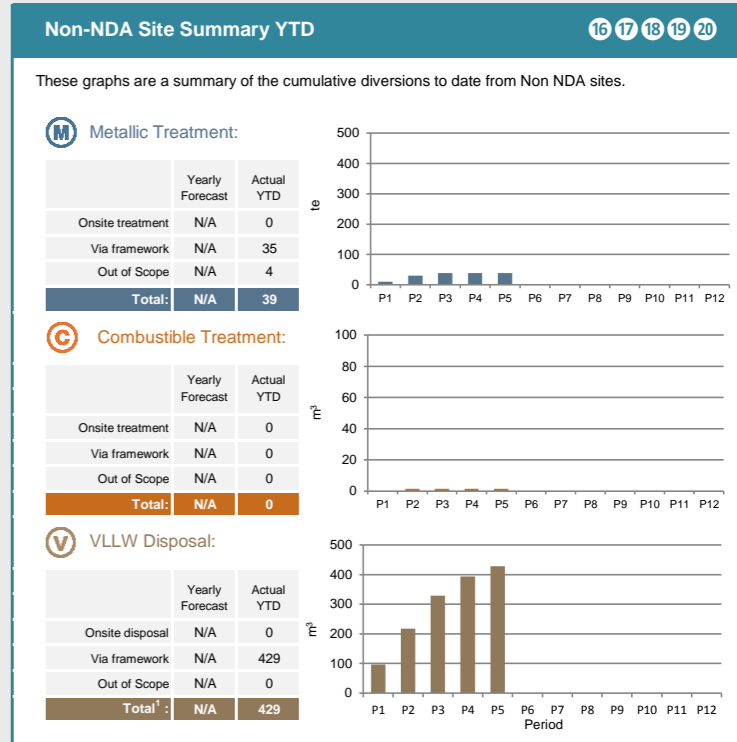 Non-NDA Site Summary YTD
16 17 18 19 20
These graphs are a summary of the cumulative diversions to date from Non NDA sites.
M Metallic Treatment:
Yearly Forecast Actual YTD
Onsite treatment N/A 0
Via framework N/A 35
Out of Scope N/A 4
Total: N/A 39
500
400
300
200
100
0
te
P1 P2 P3 P4 P5 P6 P7 P8 P9 P10 P11 P12
C Combustible Treatment:
Yearly Forecast Actual YTD
Onsite treatment N/A 0
Via framework N/A 0
Out of Scope N/A 0
Total: N/A 0
100
80
60
40
20
0
m³
P1 P2 P3 P4 P5 P6 P7 P8 P9 P10 P11 P12
V VLLW Disposal:
Yearly Forecast Actual YTD
Onsite disposal N/A 0
Via framework N/A 429
Out of Scope N/A 0
Total¹ : N/A 429
500
400
300
200
100
0
m³
P1 P2 P3 P4 P5 P6 P7 P8 P9 P10 P11 P12
Period